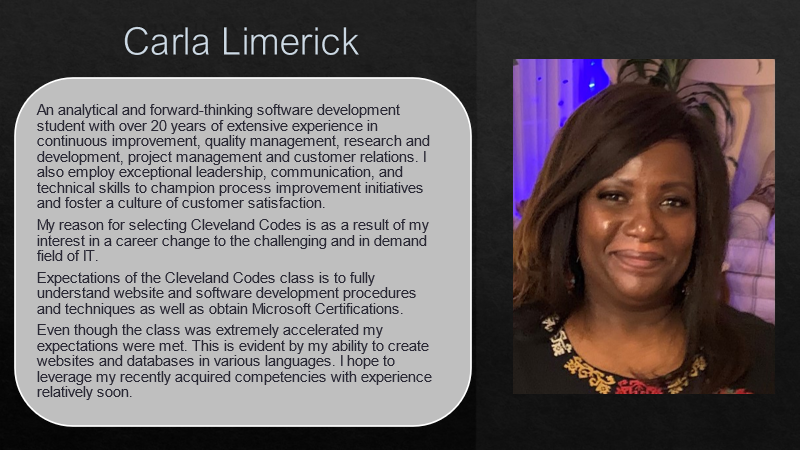 Carla Limerick
An analytical and forward-thinking software development
student with over 20 years of extensive experience in
continuous improvement, quality management, research and
development, project management and customer relations. I
also employ exceptional leadership, communication, and
technical skills to champion process improvement initiatives
and foster a culture of customer satisfaction.
My reason for selecting Cleveland Codes is as a result of my
interest in a career change to the challenging and in demand
field of IT.
Expectations of the Cleveland Codes class is to fully
understand website and software development procedures
and techniques as well as obtain Microsoft Certifications.
Even though the class was extremely accelerated my
expectations were met. This is evident by my ability to create
websites and databases in various languages. I hope to
leverage my recently acquired competencies with experience
relatively soon.